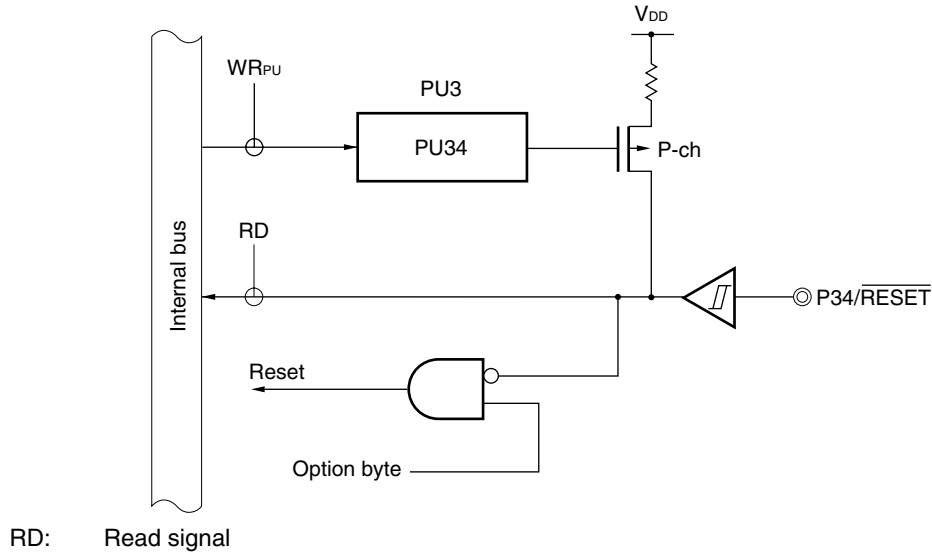 VDD
WRPU
PU3
PU34
P-ch
RD
Internal bus
P34/RESET
Reset
Option byte
RD: Read signal